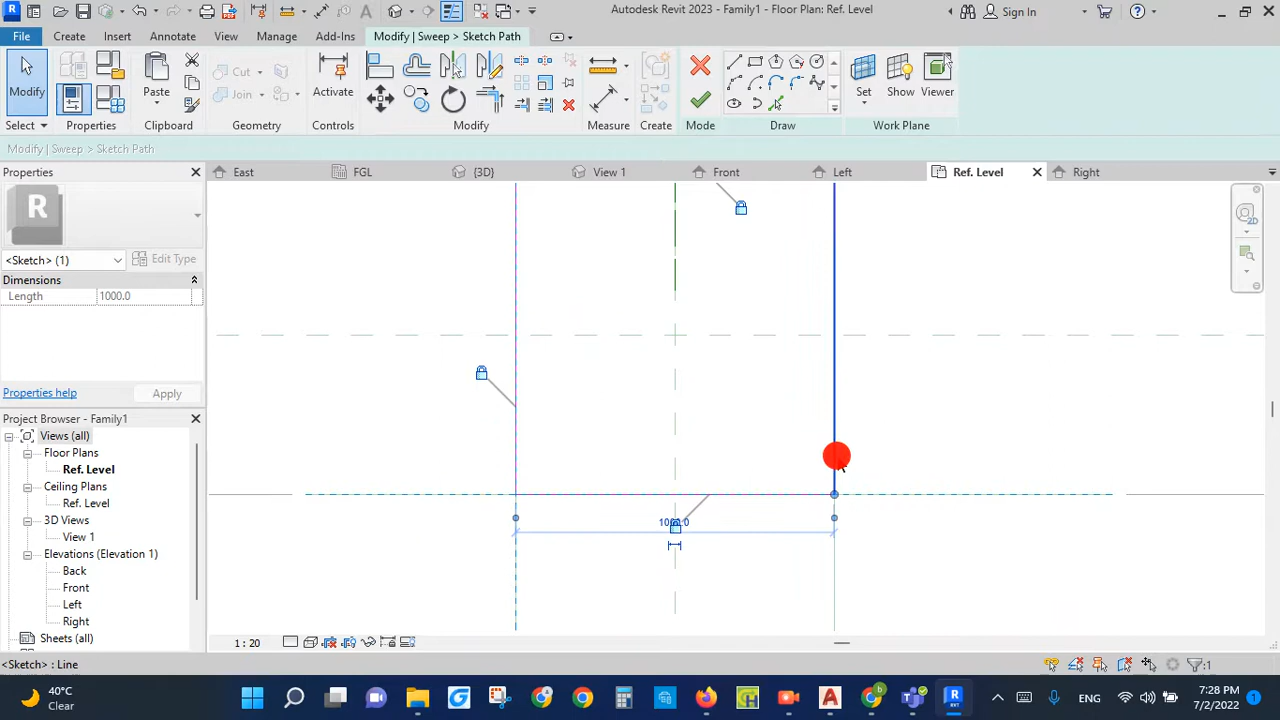 Autodesk Revit 2023 - Family1 - Floor Plan: Ref. Level
Sign In
File Create Insert Annotate View Manage Add-Ins Modify | Sweep > Sketch Path
Modify Paste Cut Join Activate Set Show Viewer
Select Properties Clipboard Geometry Controls Modify Measure Create Mode Draw Work Plane
Modify | Sweep > Sketch Path
Properties
East FGL {3D} View 1 Front Left Ref. Level Right
R
2D
<Sketch> (1) Edit Type
Dimensions
Length 1000.0
Properties help Apply
Project Browser - Family1
Views (all)
Floor Plans
Ref. Level
Ceiling Plans
Ref. Level
3D Views
View 1
Elevations (Elevation 1)
Back
Front
Left
Right
Sheets (all)
1 : 20
<Sketch> : Line
:1
40°C
Clear
ENG
7:28 PM
7/2/2022